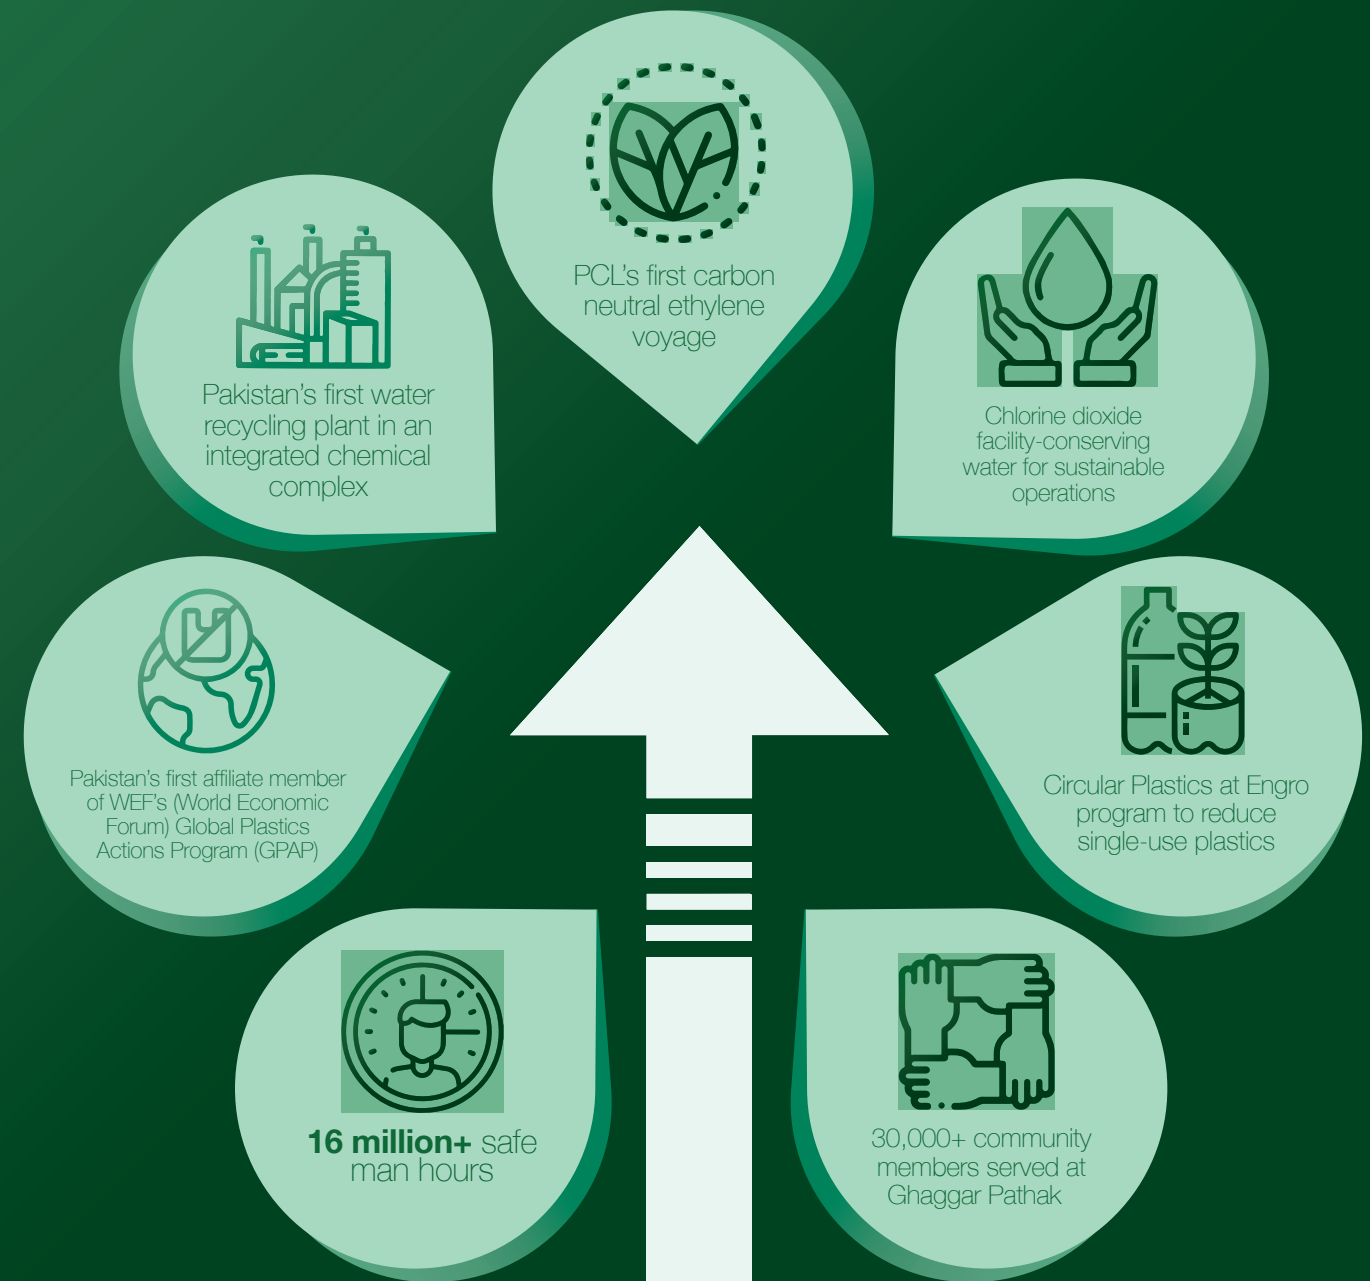 PCL's first carbon
neutral ethylene
voyage
Pakistan's first water
recycling plant in an
integrated chemical
complex
Chlorine dioxide
facility-conserving
water for sustainable
operations
Pakistan's first affiliate member
of WEF's (World Economic
Forum) Global Plastics
Actions Program (GPAP)
Circular Plastics at Engro
program to reduce
single-use plastics
16 million+ safe
man hours
30,000+ community
members served at
Ghaggar Pathak